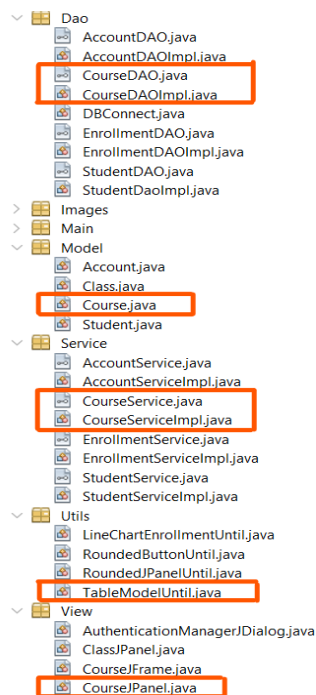 Dao
AccountDAO.java
AccountDAOImpl.java
CourseDAO.java
CourseDAOImpl.java
DBConnect.java
EnrollmentDAO.java
EnrollmentDAOImpl.java
StudentDAO.java
StudentDaoImpl.java
Images
Main
Model
Account.java
Class.java
Course.java
Student.java
Service
AccountService.java
AccountServiceImpl.java
CourseService.java
CourseServiceImpl.java
EnrollmentService.java
EnrollmentServiceImpl.java
StudentService.java
StudentServiceImpl.java
Utils
LineChartEnrollmentUntil.java
RoundedButtonUntil.java
RoundedJPanelUntil.java
TableModelUntil.java
View
AuthenticationManagerJDialog.java
ClassJPanel.java
CourseJFrame.java
CourseJPanel.java